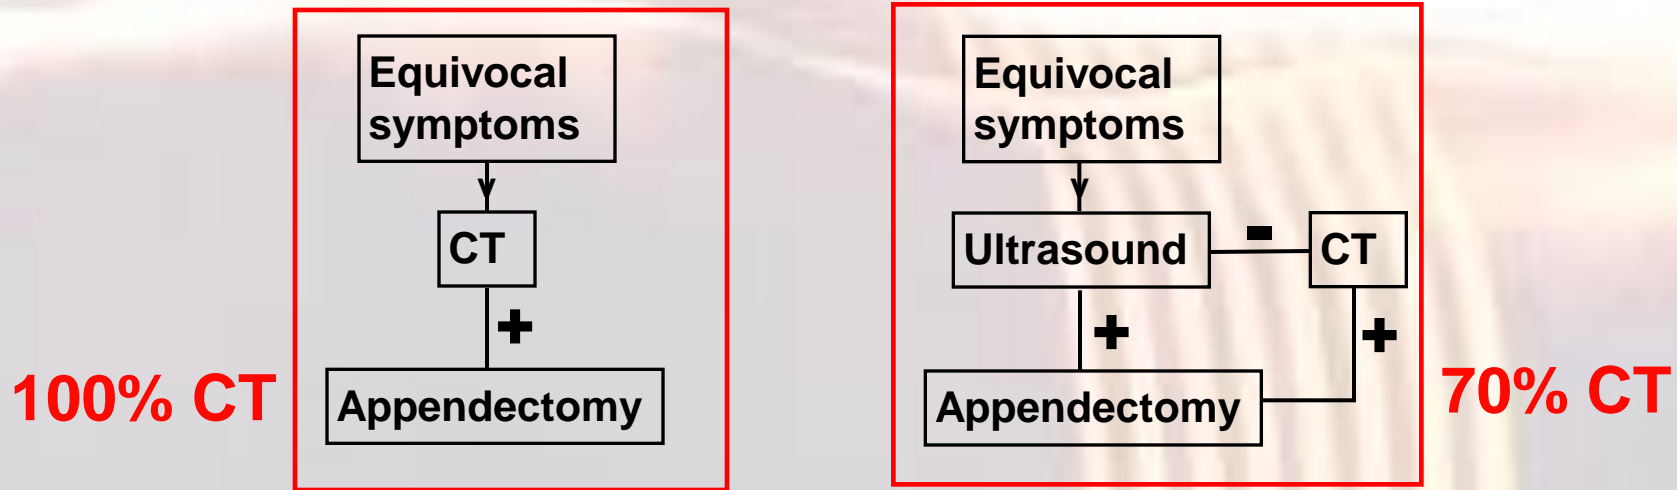 Equivocal
symptoms
CT
+
Appendectomy
100% CT
Equivocal
symptoms
Ultrasound
-
CT
+
+
Appendectomy
70% CT